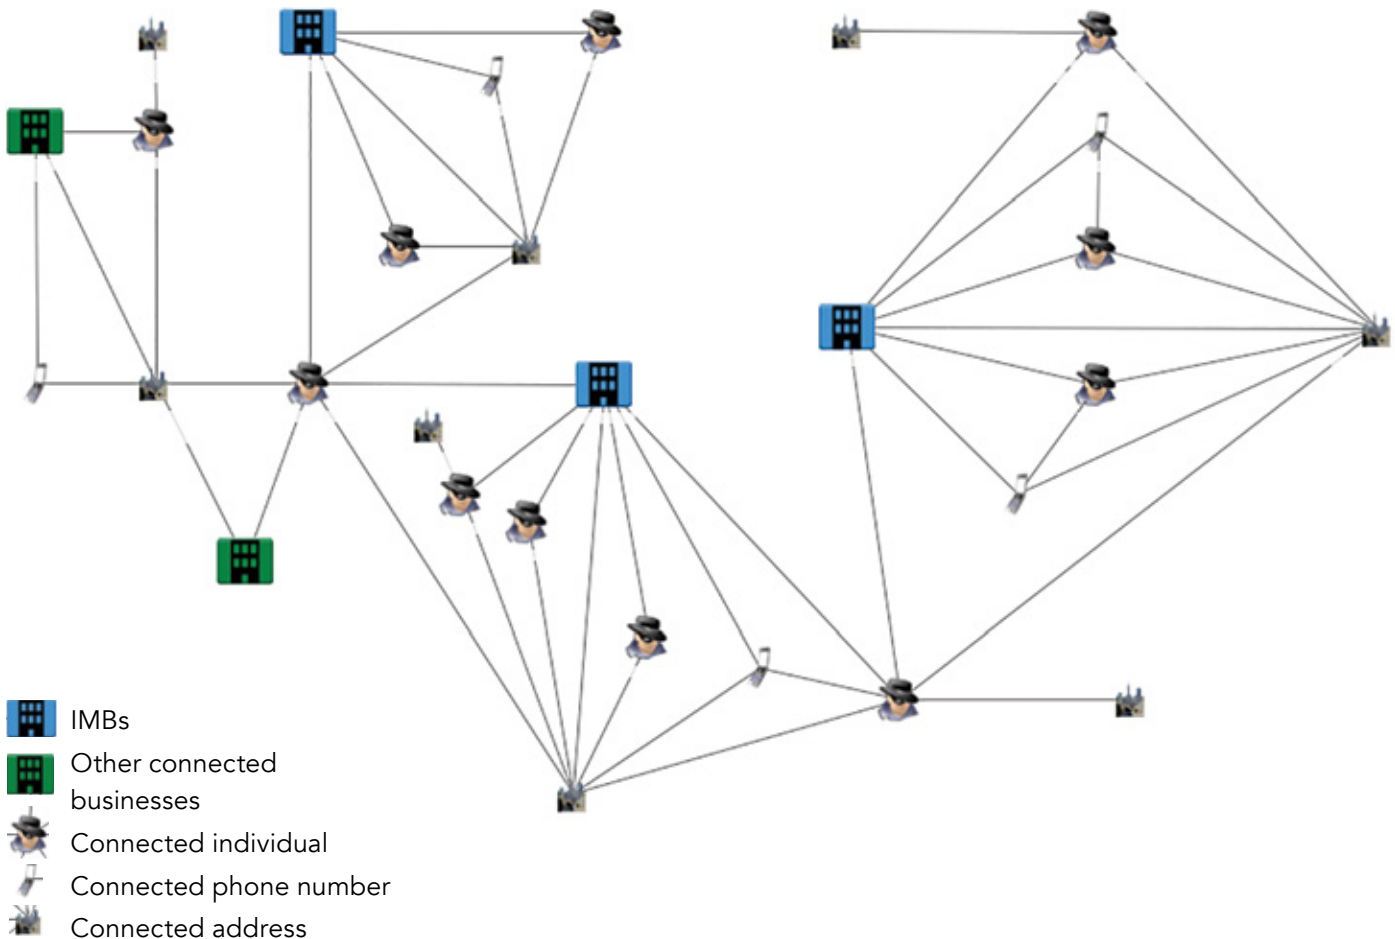 IMBs
Other connected
businesses
Connected individual
Connected phone number
Connected address